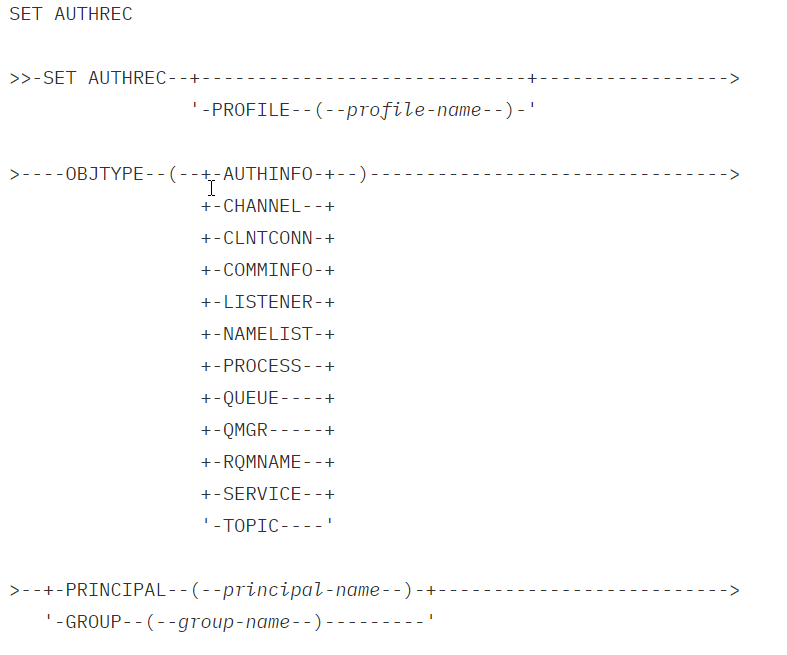 SET AUTHREC
>>-SET AUTHREC--+----------------------------+----------------->
'-PROFILE--(--profile-name--)-'
>----OBJTYPE--(--+-AUTHINFO-+--)-------------------------------->
+-CHANNEL--+
+-CLNTCONN-+
+-COMMINFO-+
+-LISTENER-+
+-NAMELIST-+
+-PROCESS--+
+-QUEUE----+
+-QMGR-----+
+-RQMNAME--+
+-SERVICE--+
'-TOPIC----'
>--+-PRINCIPAL--(--principal-name--)-+-------------------------->
'-GROUP--(--group-name--)---------'